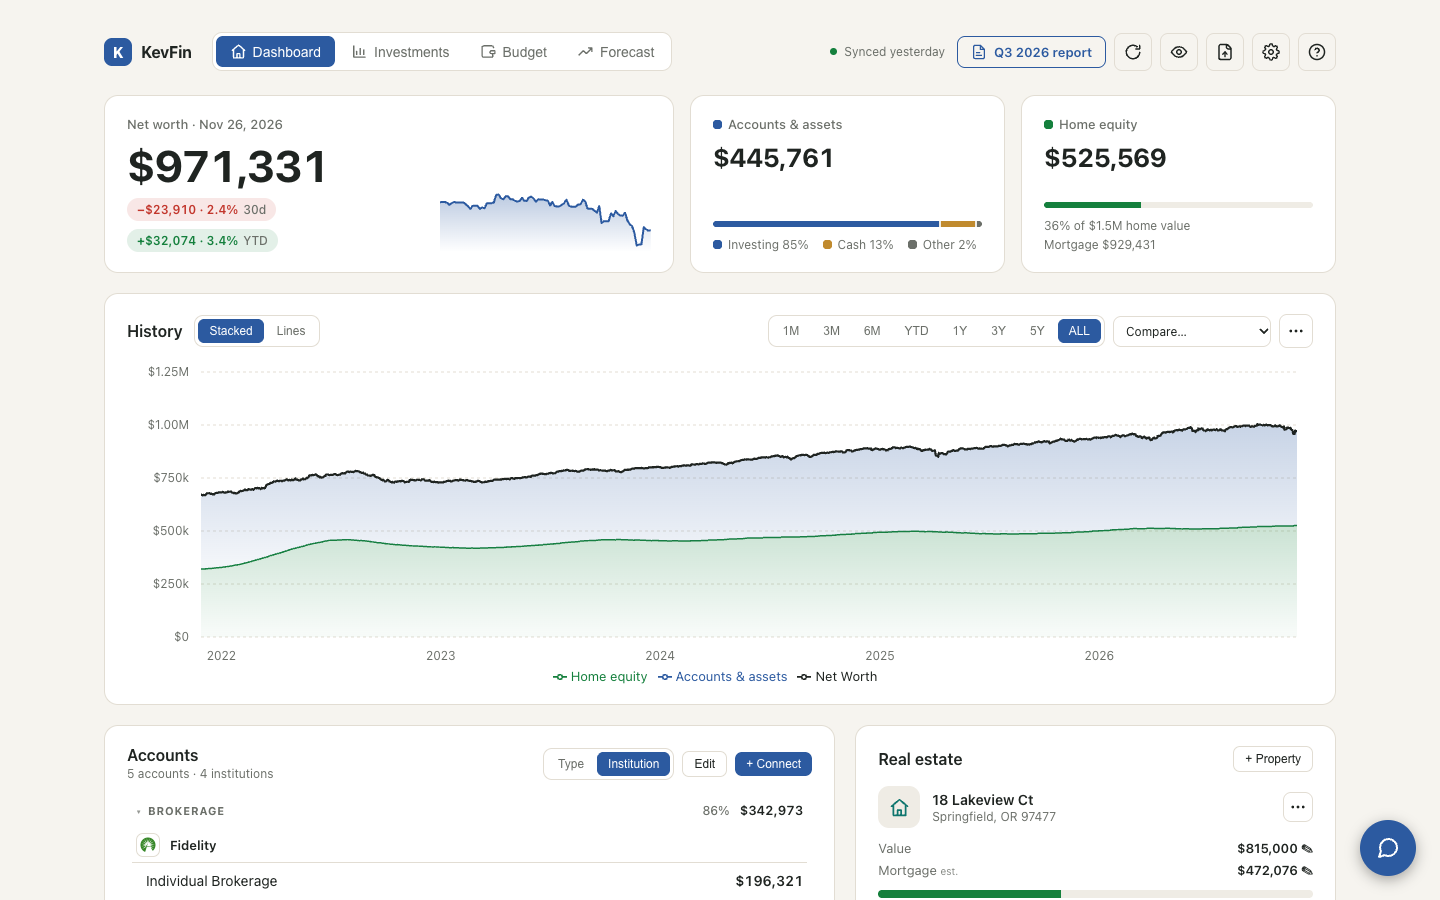 K KevFin Dashboard Investments Budget Forecast Synced yesterday Q3 2026 report
Net worth · Nov 26, 2026
$971,331
−$23,910 · 2.4% 30d
+$32,074 · 3.4% YTD
Accounts & assets
$445,761
Investing 85% Cash 13% Other 2%
Home equity
$525,569
36% of $1.5M home value
Mortgage $929,431
History Stacked Lines 1M 3M 6M YTD 1Y 3Y 5Y ALL Compare...
$1.25M
$1.00M
$750k
$500k
$250k
$0
2022 2023 2024 2025 2026
Home equity Accounts & assets Net Worth
Accounts
5 accounts · 4 institutions
Type Institution Edit + Connect
BROKERAGE 86% $342,973
Fidelity
Individual Brokerage $196,321
Real estate + Property
18 Lakeview Ct
Springfield, OR 97477
Value $815,000
Mortgage est. $472,076